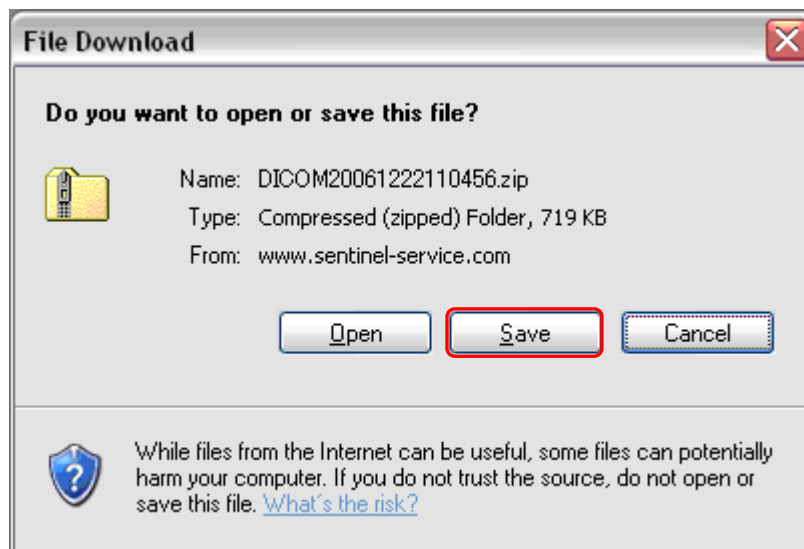 File Download
Do you want to open or save this file?
Name: DICOM20061222110456.zip
Type: Compressed (zipped) Folder, 719 KB
From: www.sentinel-service.com
Open Save Cancel
While files from the Internet can be useful, some files can potentially
harm your computer. If you do not trust the source, do not open or
save this file. What's the risk?